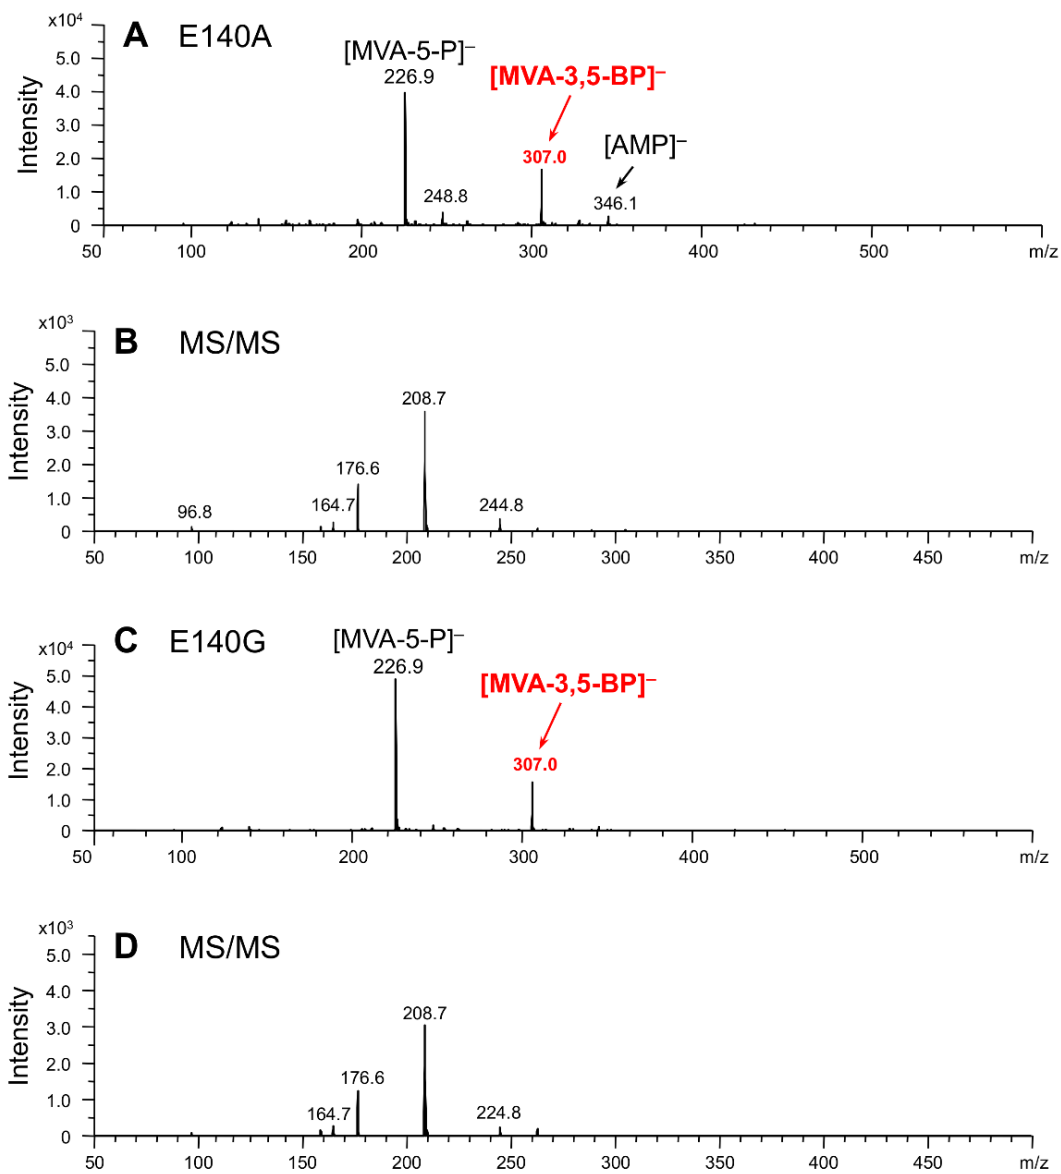 A E140A
x10⁴
5.0
4.0
3.0
2.0
1.0
0
Intensity
[MVA-5-P]⁻
226.9
248.8
[MVA-3,5-BP]⁻
307.0
[AMP]⁻
346.1
50 100 200 300 400 500 m/z
B MS/MS
x10³
5.0
4.0
3.0
2.0
1.0
0
Intensity
96.8
164.7
176.6
208.7
244.8
50 100 150 200 250 300 350 400 450 m/z
C E140G
x10⁴
5.0
4.0
3.0
2.0
1.0
0
Intensity
[MVA-5-P]⁻
226.9
[MVA-3,5-BP]⁻
307.0
50 100 200 300 400 500 m/z
D MS/MS
x10³
5.0
4.0
3.0
2.0
1.0
0
Intensity
164.7
176.6
208.7
224.8
50 100 150 200 250 300 350 400 450 m/z